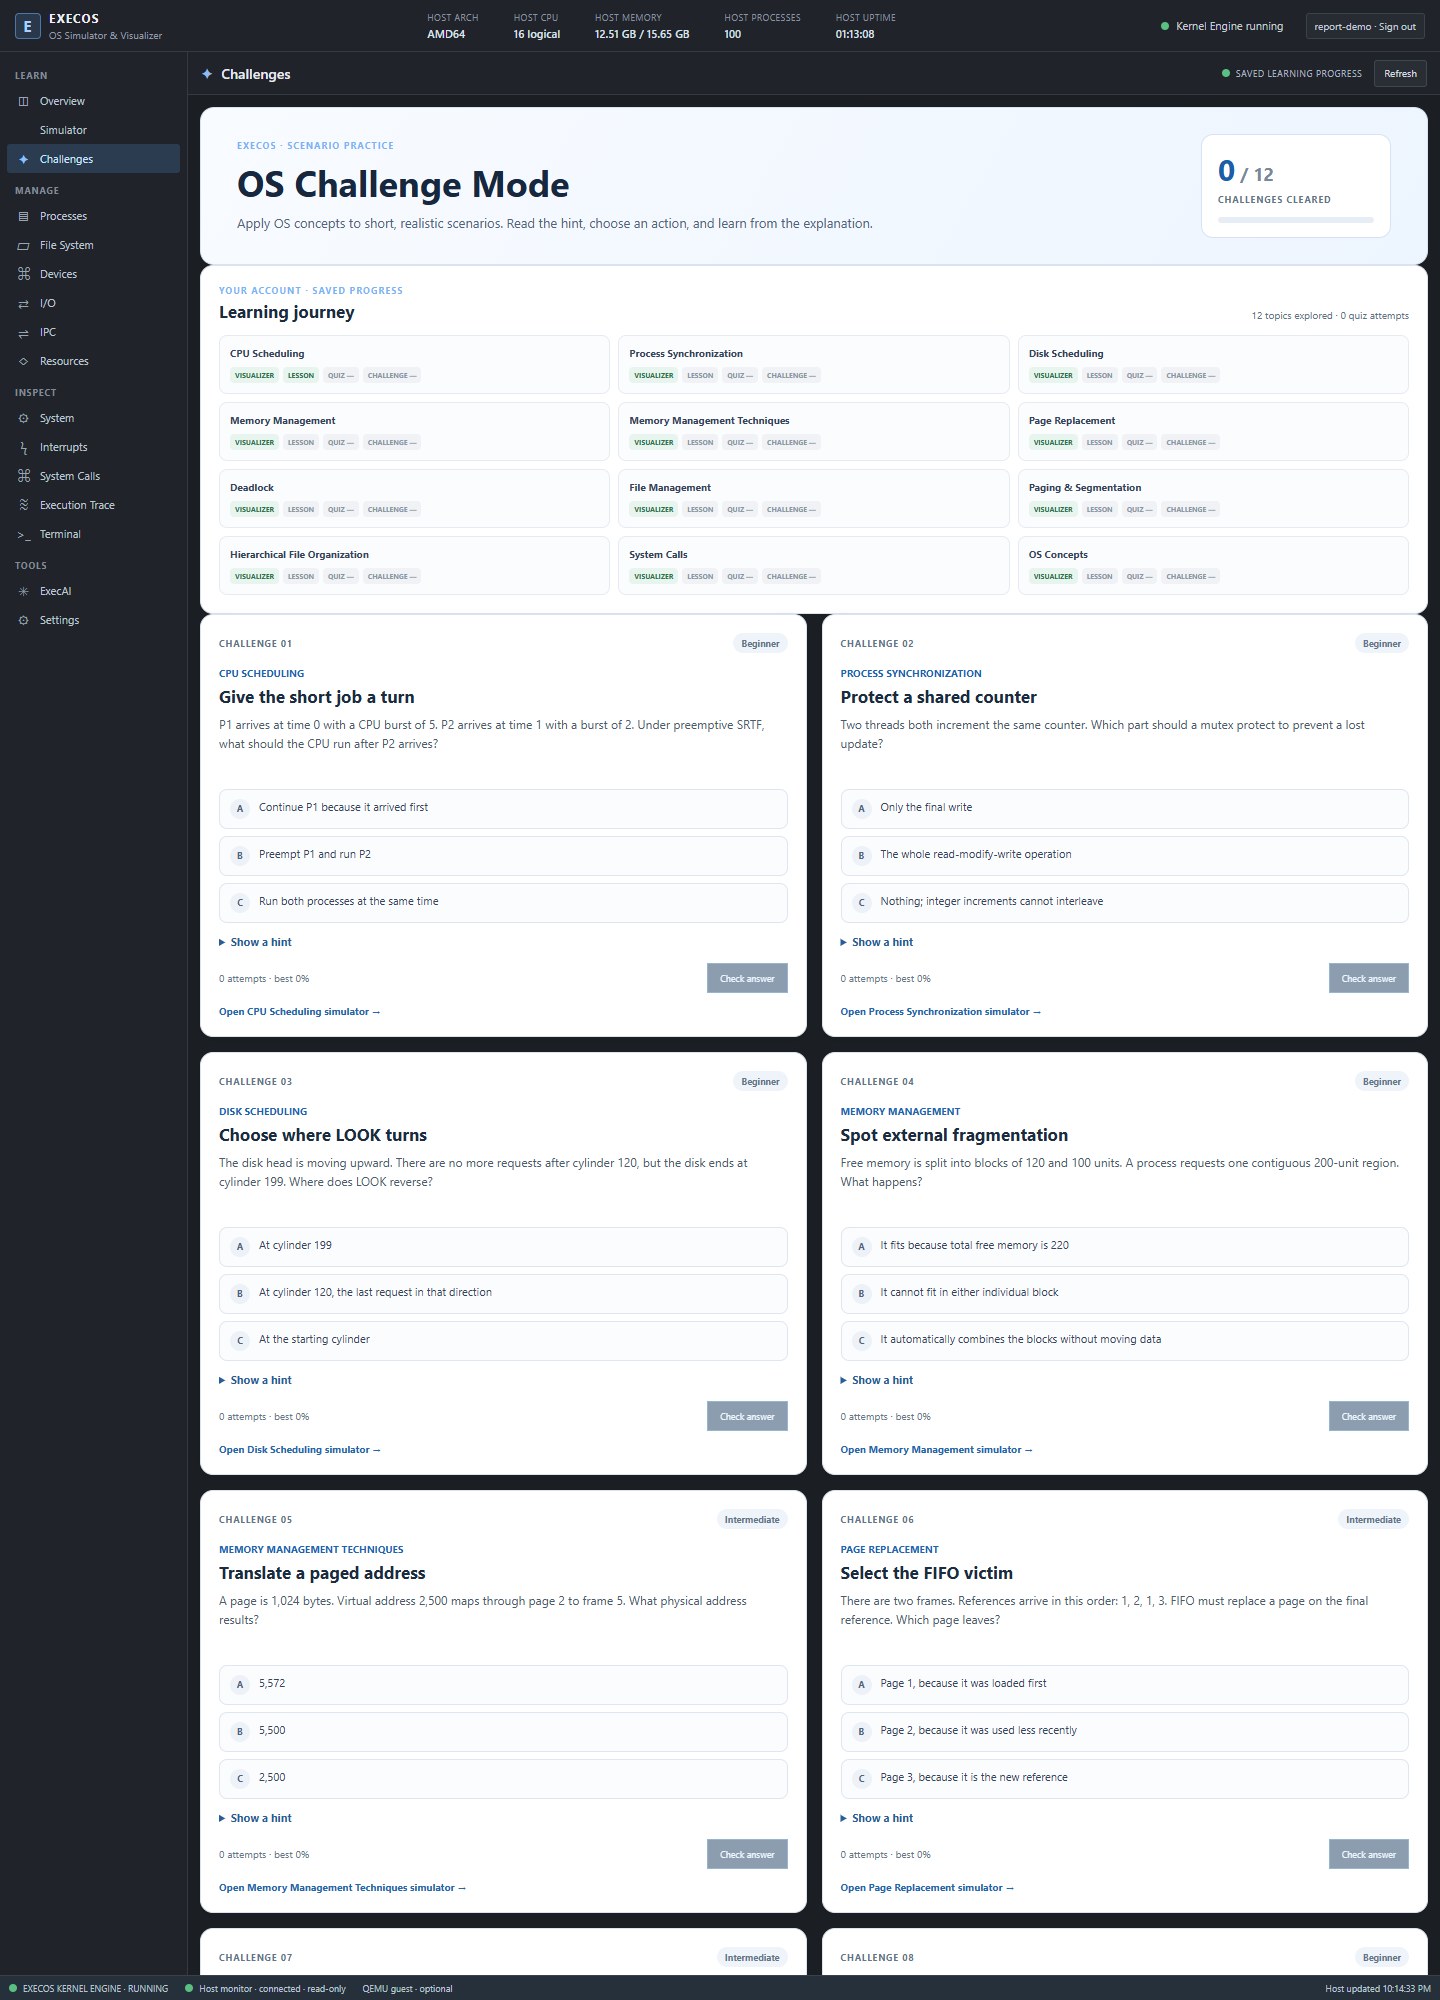 E
EXECOS
OS Simulator & Visualizer
HOST ARCH
AMD64
HOST CPU
16 logical
HOST MEMORY
12.51 GB / 15.65 GB
HOST PROCESSES
100
HOST UPTIME
01:13:08
Kernel Engine running
report-demo · Sign out
LEARN
Overview
Simulator
Challenges
MANAGE
Processes
File System
Devices
I/O
IPC
Resources
INSPECT
System
Interrupts
System Calls
Execution Trace
>_ Terminal
TOOLS
ExecAI
Settings
Challenges
SAVED LEARNING PROGRESS
Refresh
EXECOS · SCENARIO PRACTICE
OS Challenge Mode
Apply OS concepts to short, realistic scenarios. Read the hint, choose an action, and learn from the explanation.
0 / 12
CHALLENGES CLEARED
YOUR ACCOUNT · SAVED PROGRESS
Learning journey
12 topics explored · 0 quiz attempts
CPU Scheduling
VISUALIZER LESSON QUIZ — CHALLENGE —
Process Synchronization
VISUALIZER LESSON QUIZ — CHALLENGE —
Disk Scheduling
VISUALIZER LESSON QUIZ — CHALLENGE —
Memory Management
VISUALIZER LESSON QUIZ — CHALLENGE —
Memory Management Techniques
VISUALIZER LESSON QUIZ — CHALLENGE —
Page Replacement
VISUALIZER LESSON QUIZ — CHALLENGE —
Deadlock
VISUALIZER LESSON QUIZ — CHALLENGE —
File Management
VISUALIZER LESSON QUIZ — CHALLENGE —
Paging & Segmentation
VISUALIZER LESSON QUIZ — CHALLENGE —
Hierarchical File Organization
VISUALIZER LESSON QUIZ — CHALLENGE —
System Calls
VISUALIZER LESSON QUIZ — CHALLENGE —
OS Concepts
VISUALIZER LESSON QUIZ — CHALLENGE —
CHALLENGE 01
Beginner
CPU SCHEDULING
Give the short job a turn
P1 arrives at time 0 with a CPU burst of 5. P2 arrives at time 1 with a burst of 2. Under preemptive SRTF,
what should the CPU run after P2 arrives?
A Continue P1 because it arrived first
B Preempt P1 and run P2
C Run both processes at the same time
Show a hint
0 attempts · best 0%
Check answer
Open CPU Scheduling simulator →
CHALLENGE 02
Beginner
PROCESS SYNCHRONIZATION
Protect a shared counter
Two threads both increment the same counter. Which part should a mutex protect to prevent a lost
update?
A Only the final write
B The whole read-modify-write operation
C Nothing; integer increments cannot interleave
Show a hint
0 attempts · best 0%
Check answer
Open Process Synchronization simulator →
CHALLENGE 03
Beginner
DISK SCHEDULING
Choose where LOOK turns
The disk head is moving upward. There are no more requests after cylinder 120, but the disk ends at
cylinder 199. Where does LOOK reverse?
A At cylinder 199
B At cylinder 120, the last request in that direction
C At the starting cylinder
Show a hint
0 attempts · best 0%
Check answer
Open Disk Scheduling simulator →
CHALLENGE 04
Beginner
MEMORY MANAGEMENT
Spot external fragmentation
Free memory is split into blocks of 120 and 100 units. A process requests one contiguous 200-unit region.
What happens?
A It fits because total free memory is 220
B It cannot fit in either individual block
C It automatically combines the blocks without moving data
Show a hint
0 attempts · best 0%
Check answer
Open Memory Management simulator →
CHALLENGE 05
Intermediate
MEMORY MANAGEMENT TECHNIQUES
Translate a paged address
A page is 1,024 bytes. Virtual address 2,500 maps through page 2 to frame 5. What physical address
results?
A 5,572
B 5,500
C 2,500
Show a hint
0 attempts · best 0%
Check answer
Open Memory Management Techniques simulator →
CHALLENGE 06
Intermediate
PAGE REPLACEMENT
Select the FIFO victim
There are two frames. References arrive in this order: 1, 2, 1, 3. FIFO must replace a page on the final
reference. Which page leaves?
A Page 1, because it was loaded first
B Page 2, because it was used less recently
C Page 3, because it is the new reference
Show a hint
0 attempts · best 0%
Check answer
Open Page Replacement simulator →
CHALLENGE 07
Intermediate
CHALLENGE 08
Beginner
EXECOS KERNEL ENGINE · RUNNING
Host monitor · connected · read-only
QEMU guest · optional
Host updated 10:14:33 PM